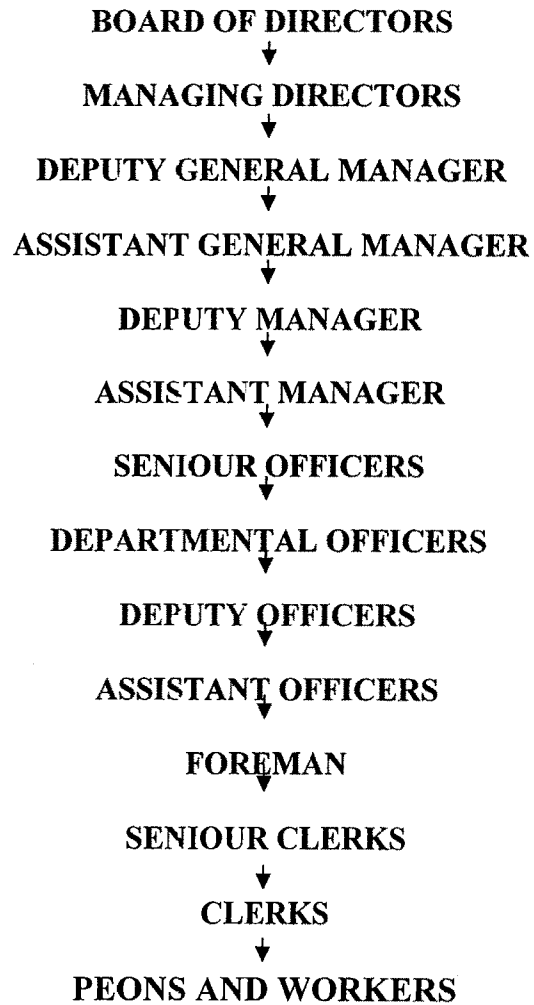 BOARD OF DIRECTORS
MANAGING DIRECTORS
DEPUTY GENERAL MANAGER
ASSISTANT GENERAL MANAGER
DEPUTY MANAGER
ASSISTANT MANAGER
SENIOUR OFFICERS
DEPARTMENTAL OFFICERS
DEPUTY OFFICERS
ASSISTANT OFFICERS
FOREMAN
SENIOUR CLERKS
CLERKS
PEONS AND WORKERS